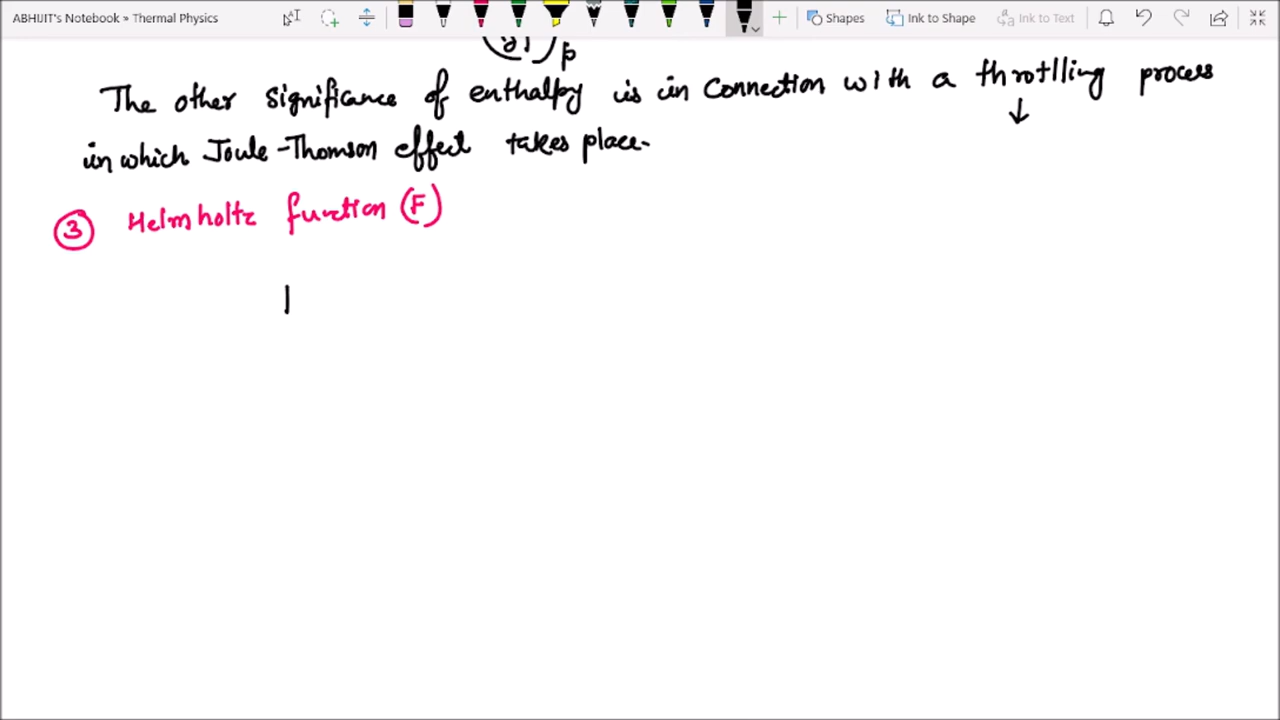 ABHIJIT's Notebook » Thermal Physics
Shapes
Ink to Shape
Ink to Text
p
The other significance of enthalpy is in connection with a throttling process
in which Joule-Thomson effect takes place.
3 Helmholtz function (F)